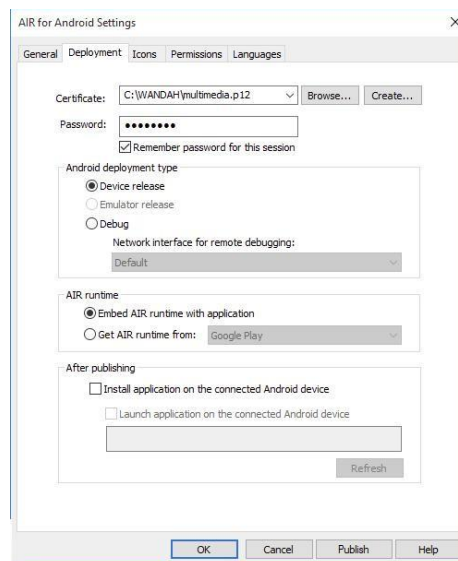 AIR for Android Settings
General Deployment Icons Permissions Languages
Certificate: C:\WANDAH\multimedia.p12 Browse... Create...
Password: ●●●●●●●●
Remember password for this session
Android deployment type
Device release
Emulator release
Debug
Network interface for remote debugging:
Default
AIR runtime
Embed AIR runtime with application
Get AIR runtime from: Google Play
After publishing
Install application on the connected Android device
Launch application on the connected Android device
Refresh
OK Cancel Publish Help